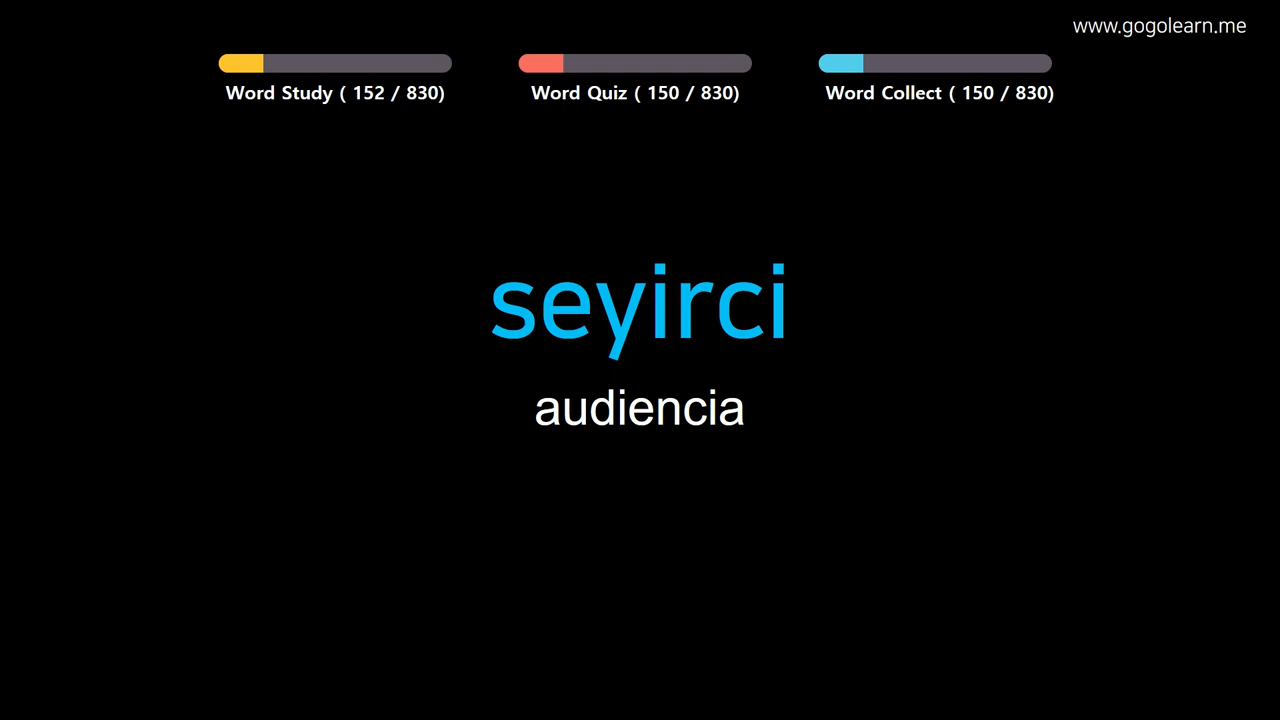 www.gogolearn.me
Word Study ( 152 / 830)
Word Quiz ( 150 / 830)
Word Collect ( 150 / 830)
seyirci
audiencia